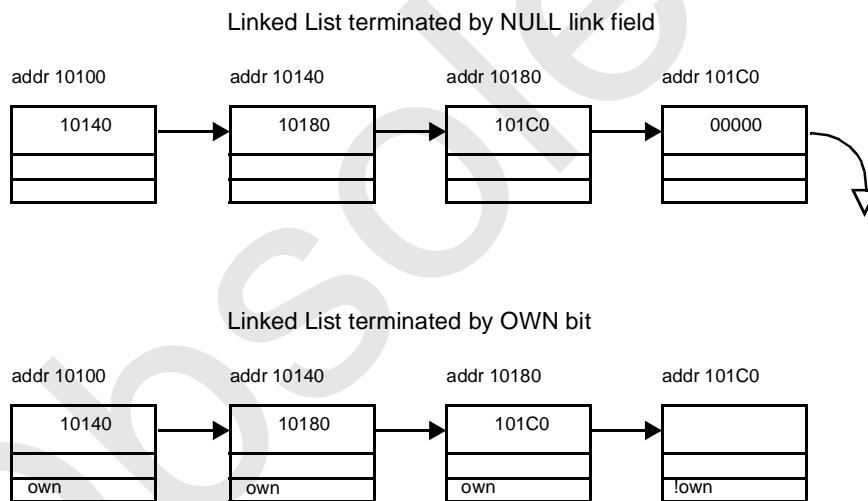 Linked List terminated by NULL link field
addr 10100 addr 10140 addr 10180 addr 101C0
10140 10180 101C0 00000
Linked List terminated by OWN bit
addr 10100 addr 10140 addr 10180 addr 101C0
10140 10180 101C0
own own own !own